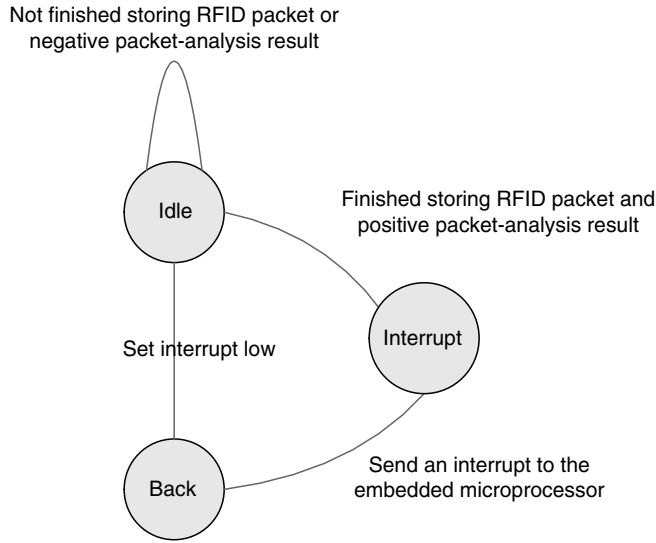 Not finished storing RFID packet or
negative packet-analysis result
Idle
Finished storing RFID packet and
positive packet-analysis result
Interrupt
Set interrupt low
Send an interrupt to the
embedded microprocessor
Back